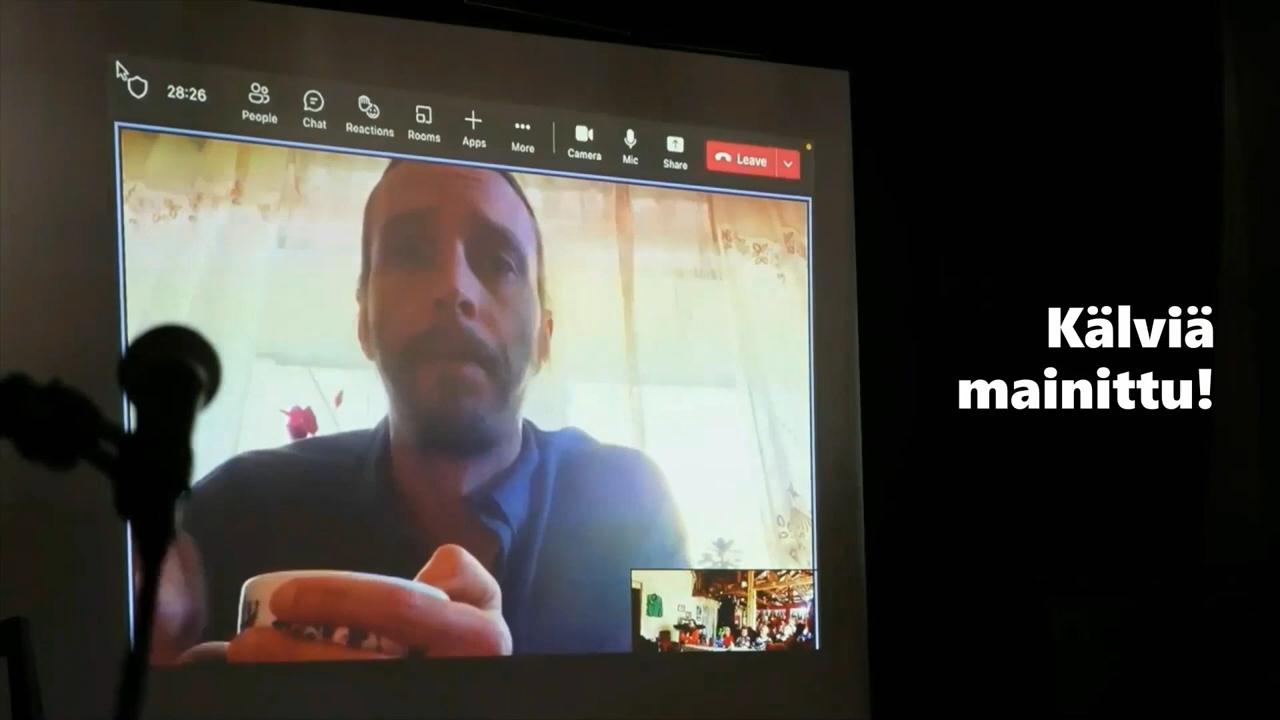 28:26
People
Chat
Reactions
Rooms
Apps
More
Camera
Mic
Share
Leave
Kälviä
mainittu!